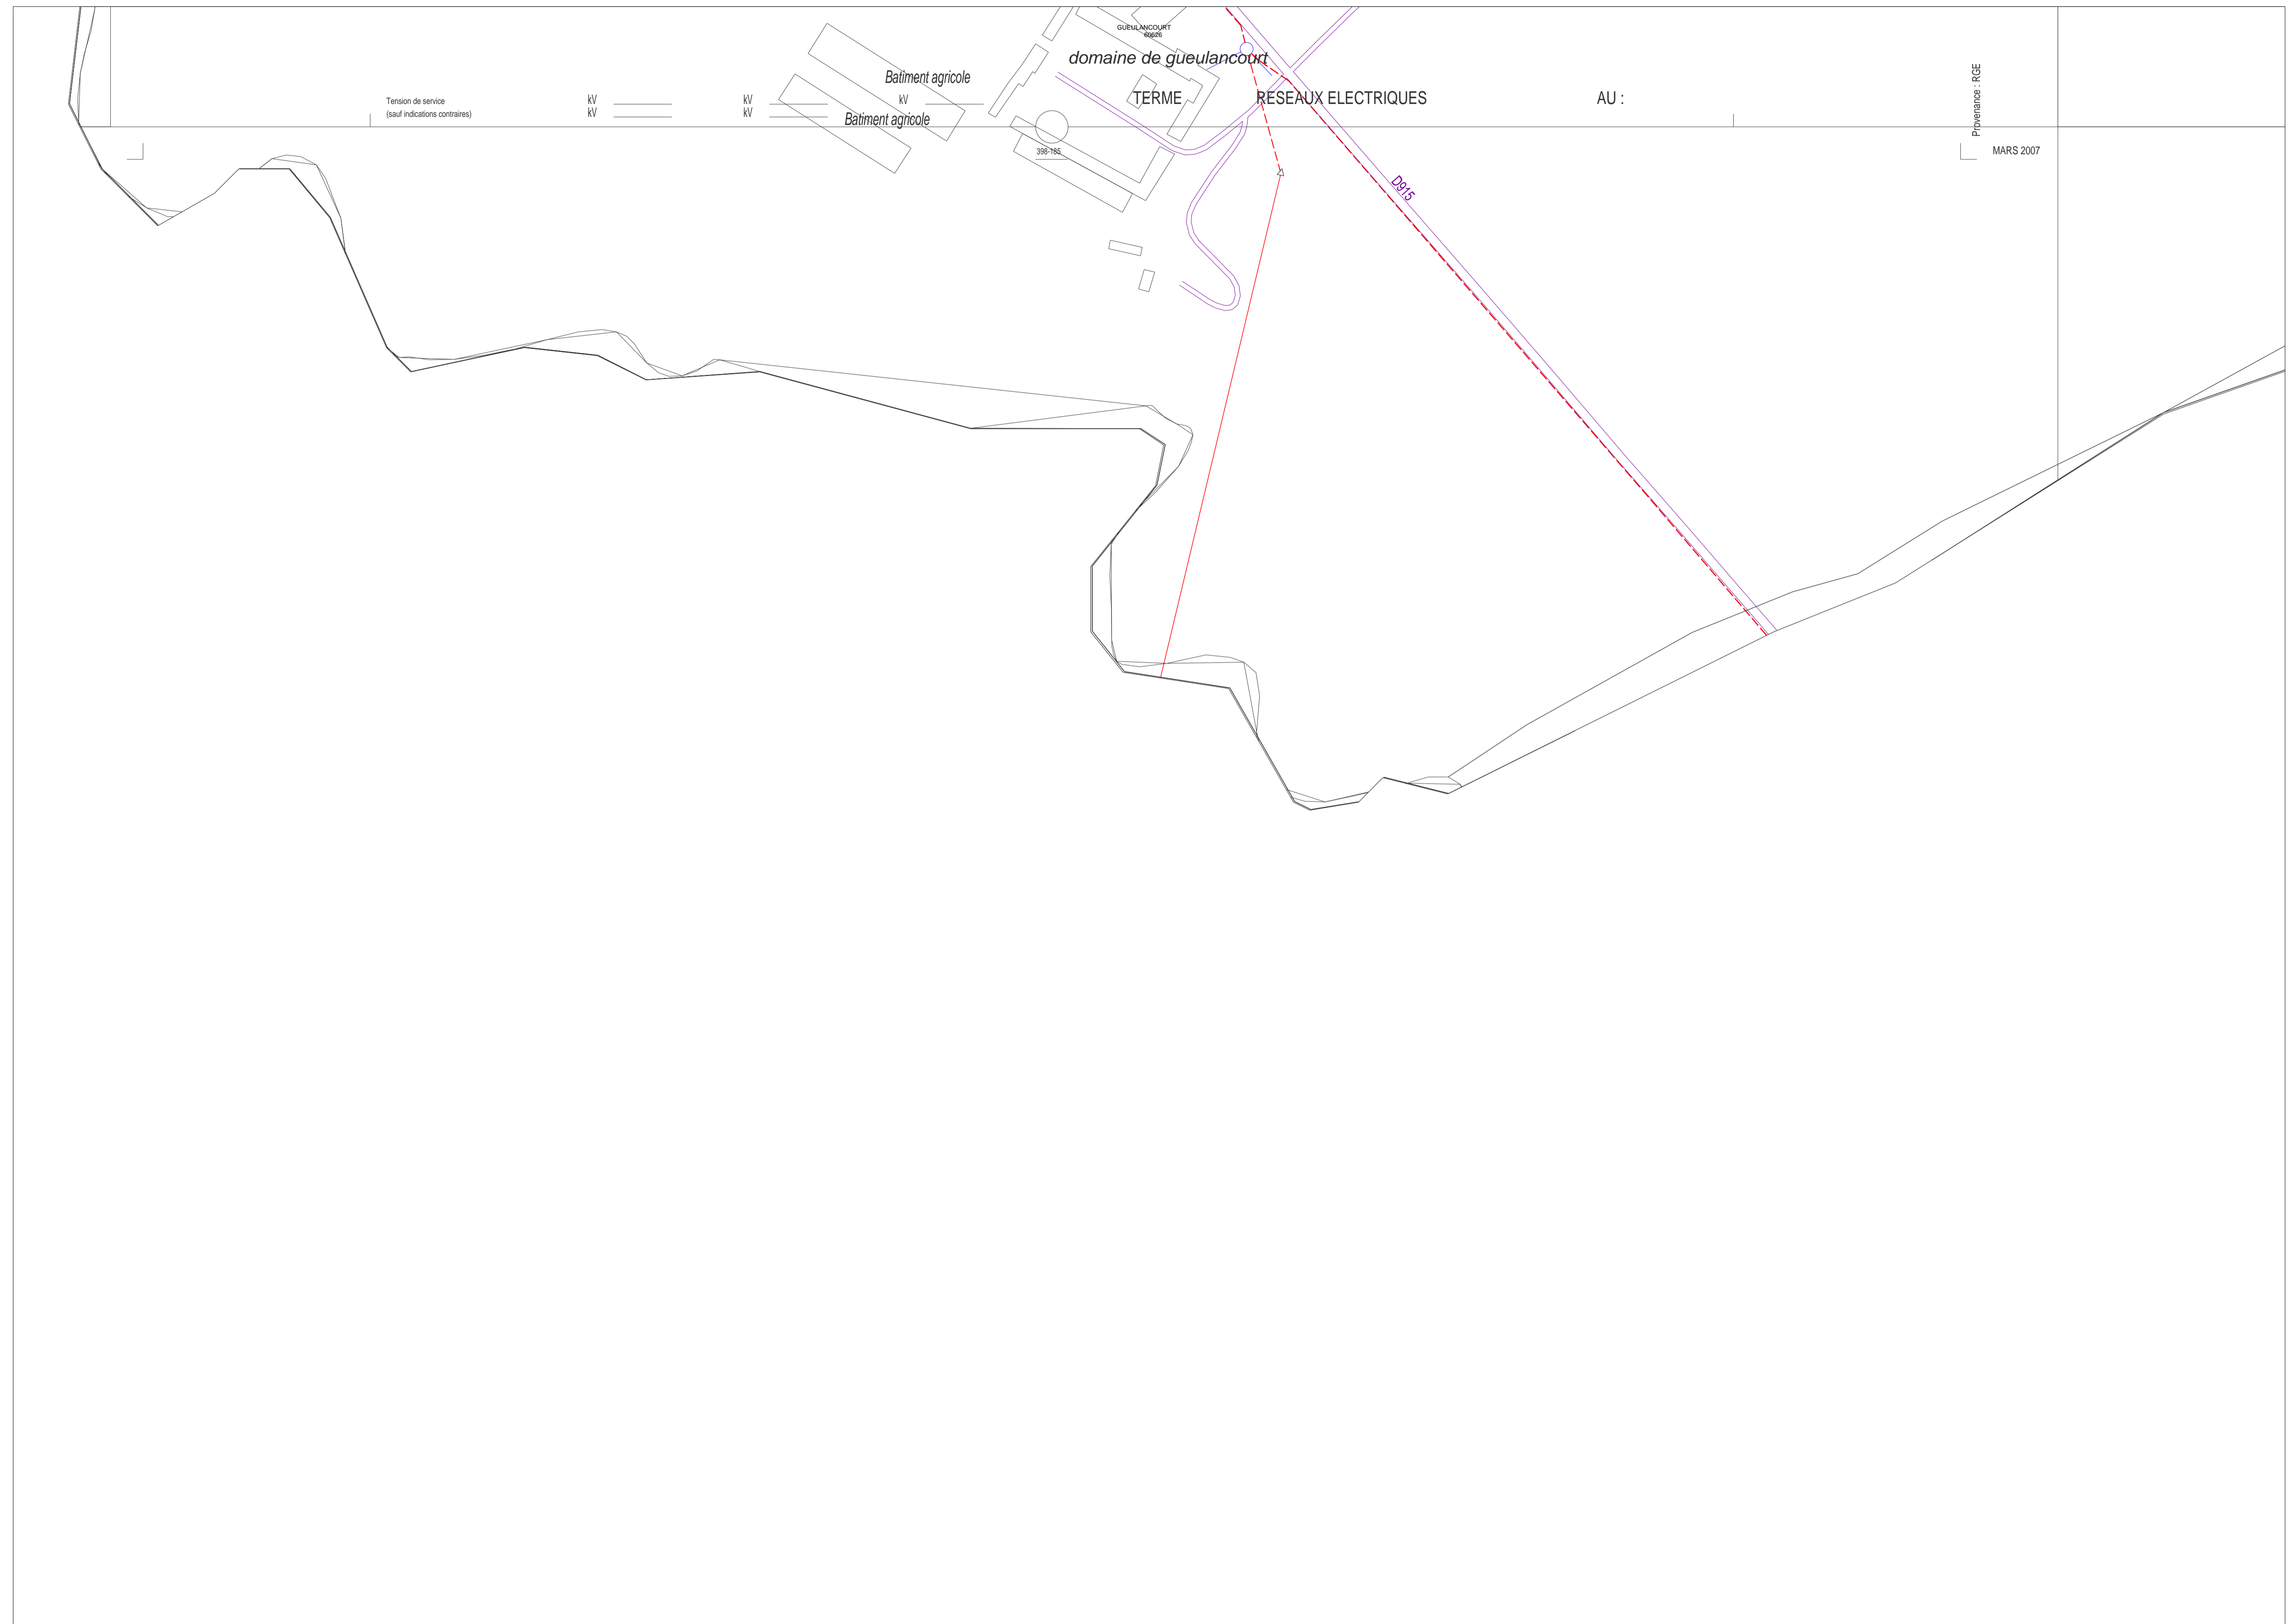 GUEULANCOURT
60626
domaine de gueulancourt
Batiment agricole
Tension de service
(sauf indications contraires)
kV
kV
kV
kV
kV
TERME
RESEAUX ELECTRIQUES
AU :
Batiment agricole
398-185
Provenance : RGE
MARS 2007
D915